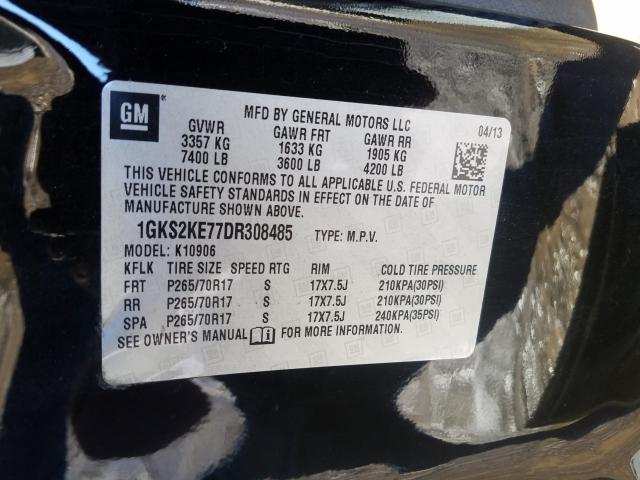 GM
MFD BY GENERAL MOTORS LLC
04/13
GVWR GAWR FRT GAWR RR
3357 KG 1633 KG 1905 KG
7400 LB 3600 LB 4200 LB
THIS VEHICLE CONFORMS TO ALL APPLICABLE U.S. FEDERAL MOTOR
VEHICLE SAFETY STANDARDS IN EFFECT ON THE DATE OF
MANUFACTURE SHOWN ABOVE.
1GKS2KE77DR308485 TYPE: M.P.V.
MODEL: K10906
KFLK TIRE SIZE SPEED RTG RIM COLD TIRE PRESSURE
FRT P265/70R17 S 17X7.5J 210KPA(30PSI)
RR P265/70R17 S 17X7.5J 210KPA(30PSI)
SPA P265/70R17 S 17X7.5J 240KPA(35PSI)
SEE OWNER'S MANUAL FOR MORE INFORMATION.